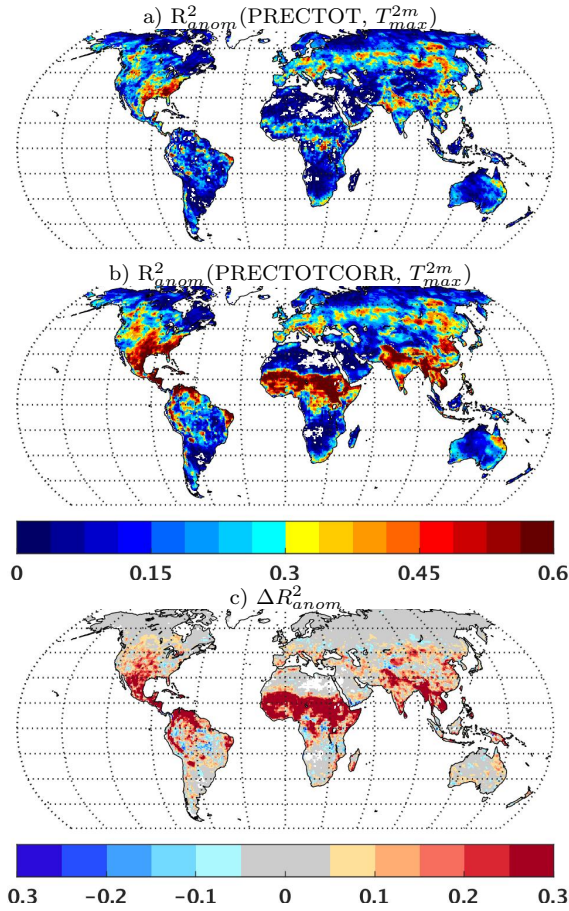 a) R²anom(PRECTOT, T²ᵐmax)
b) R²anom(PRECTOTCORR, T²ᵐmax)
0 0.15 0.3 0.45 0.6
c) ΔR²anom
0.3 −0.2 −0.1 0 0.1 0.2 0.3